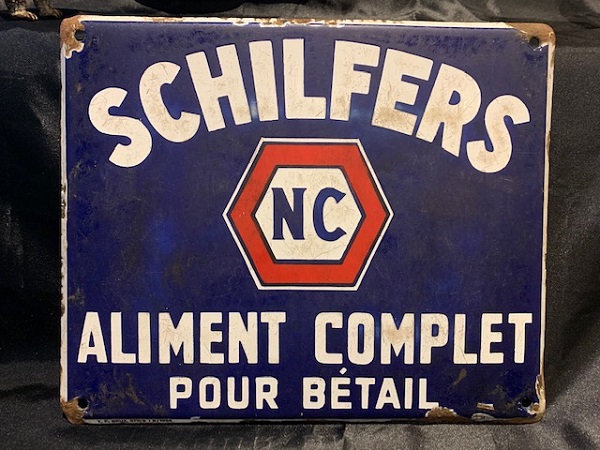 SCHILFERS
NC
ALIMENT COMPLET
POUR BÉTAIL